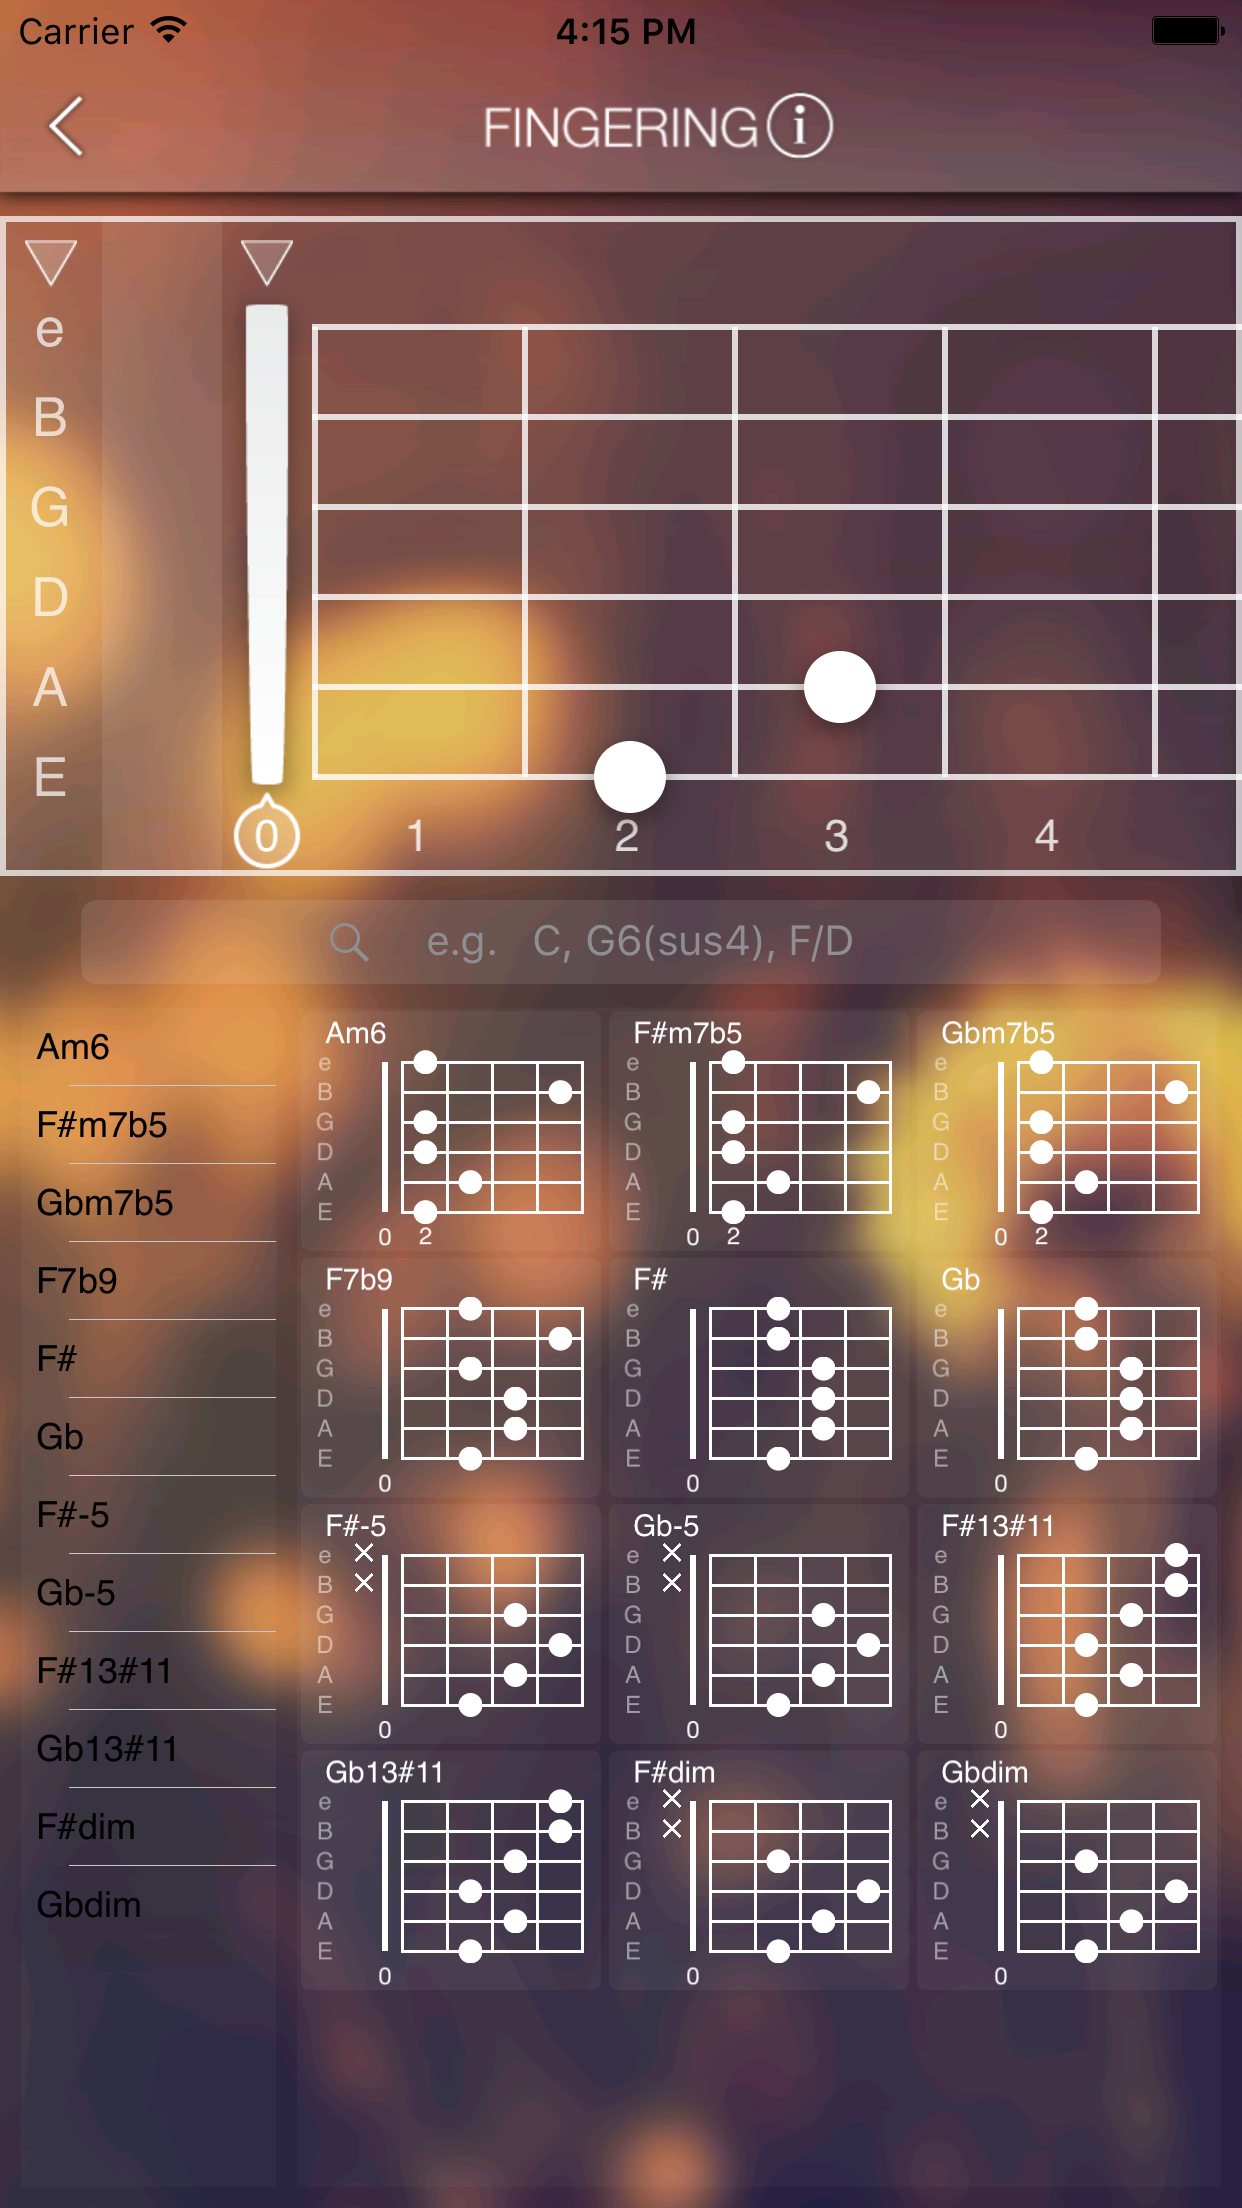 Carrier 4:15 PM
FINGERING i
e
B
G
D
A
E
0 1 2 3 4
e.g. C, G6(sus4), F/D
Am6
F#m7b5
Gbm7b5
F7b9
F#
Gb
F#-5
Gb-5
F#13#11
Gb13#11
F#dim
Gbdim
Am6 F#m7b5 Gbm7b5
e e e
B B B
G G G
D D D
A A A
E E E
0 2 0 2 0 2
F7b9 F# Gb
e e e
B B B
G G G
D D D
A A A
E E E
0 0 0
F#-5 Gb-5 F#13#11
e × e × e
B × B × B
G G G
D D D
A A A
E E E
0 0 0
Gb13#11 F#dim Gbdim
e e × e ×
B B × B ×
G G G
D D D
A A A
E E E
0 0 0